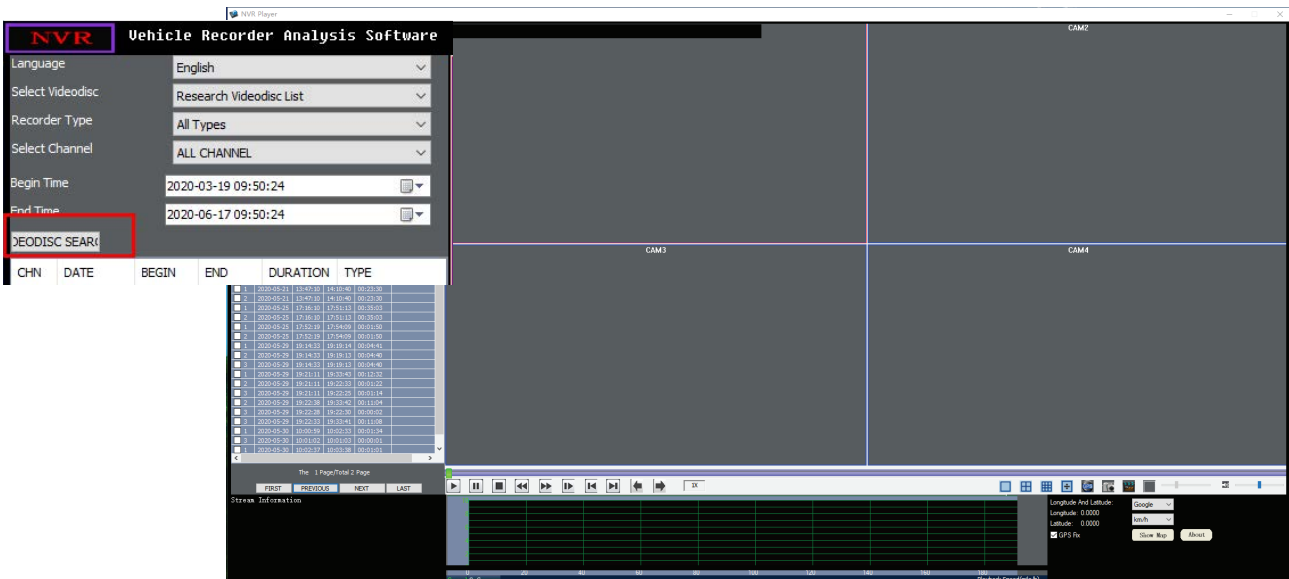 NVR Player
NVR Vehicle Recorder Analysis Software
Language English
Select Videodisc Research Videodisc List
Recorder Type All Types
Select Channel ALL CHANNEL
Begin Time 2020-03-19 09:50:24
End Time 2020-06-17 09:50:24
DEODISC SEAR
CHN DATE BEGIN END DURATION TYPE
CAM2
CAM3 CAM4
1 2020-05-21 13:47:10 14:10:40 00:23:30
2 2020-05-21 13:47:10 14:10:40 00:23:30
1 2020-05-25 17:16:10 17:51:13 00:35:03
2 2020-05-25 17:16:10 17:51:13 00:35:03
1 2020-05-25 17:52:19 17:54:09 00:01:50
2 2020-05-25 17:52:19 17:54:09 00:01:50
1 2020-05-29 19:14:33 19:19:14 00:04:41
2 2020-05-29 19:14:33 19:19:13 00:04:40
3 2020-05-29 19:14:33 19:19:13 00:04:40
1 2020-05-29 19:21:11 19:33:43 00:12:32
2 2020-05-29 19:21:11 19:22:33 00:01:22
3 2020-05-29 19:21:11 19:22:25 00:01:14
2 2020-05-29 19:22:38 19:33:42 00:11:04
3 2020-05-29 19:22:28 19:22:30 00:00:02
3 2020-05-29 19:22:33 19:33:41 00:11:08
1 2020-05-30 10:00:59 10:02:33 00:01:34
3 2020-05-30 10:01:02 10:01:03 00:00:01
1 2020-05-30 10:02:37 10:03:38 00:01:01
The 1 Page/Total 2 Page
FIRST PREVIOUS NEXT LAST
1X
Stream Information
Longtude And Lattude: Google
Longtude: 0.0000
Lattude: 0.0000 km/h
GPS Fix Show Map About
0 20 40 60 80 100 120 140 160 180